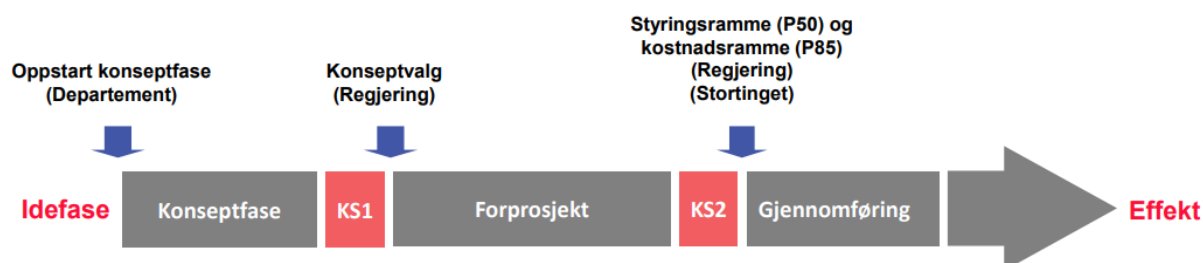 Styringsramme (P50) og
kostnadsramme (P85)
(Regjering)
(Stortinget)
Oppstart konseptfase
(Departement)
Konseptvalg
(Regjering)
Idefase
Konseptfase
KS1
Forprosjekt
KS2
Gjennomføring
Effekt